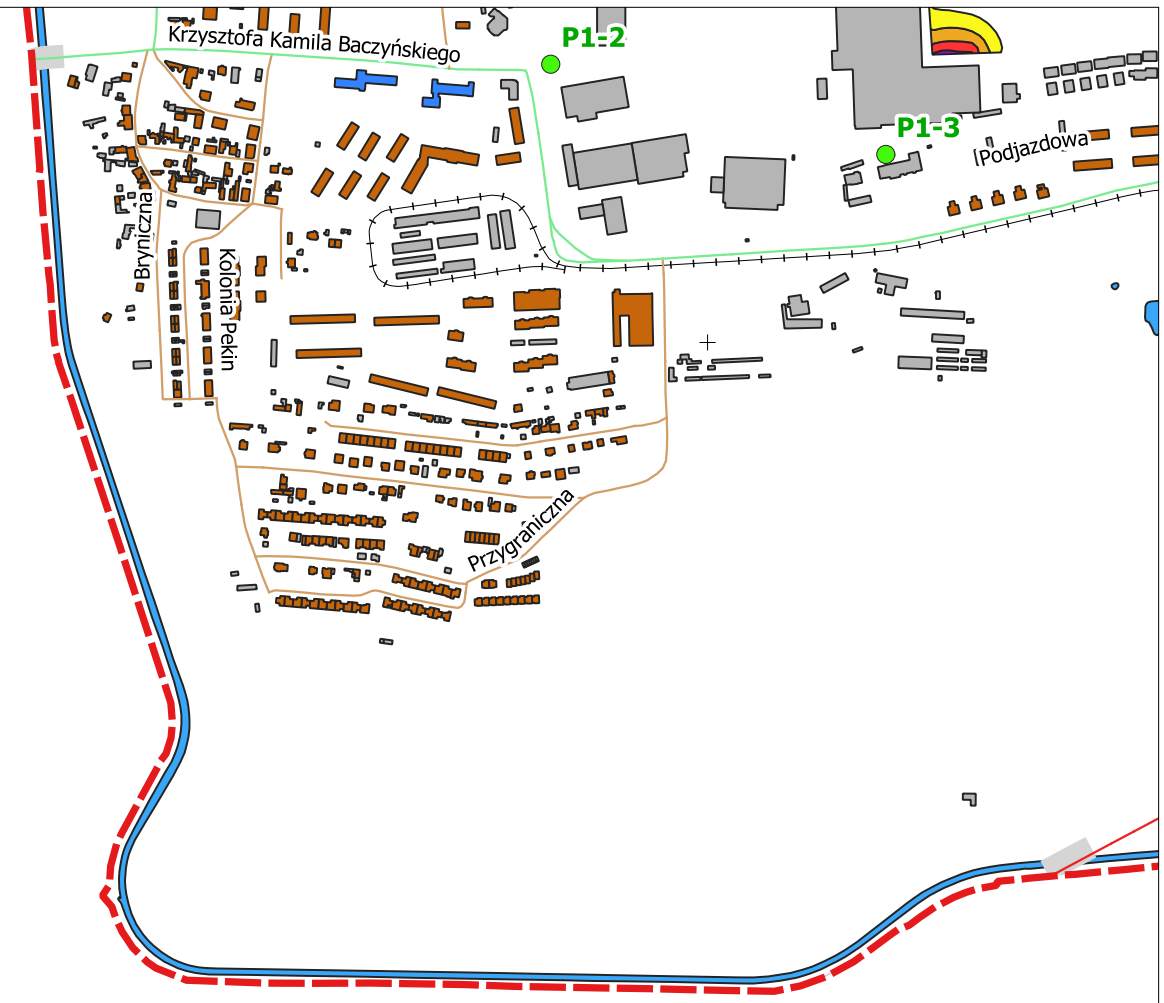 Krzysztofa Kamila Baczyńskiego
P1-2
P1-3
Podjazdowa
Bryniczna
Kolonia Pekin
Przygraniczna